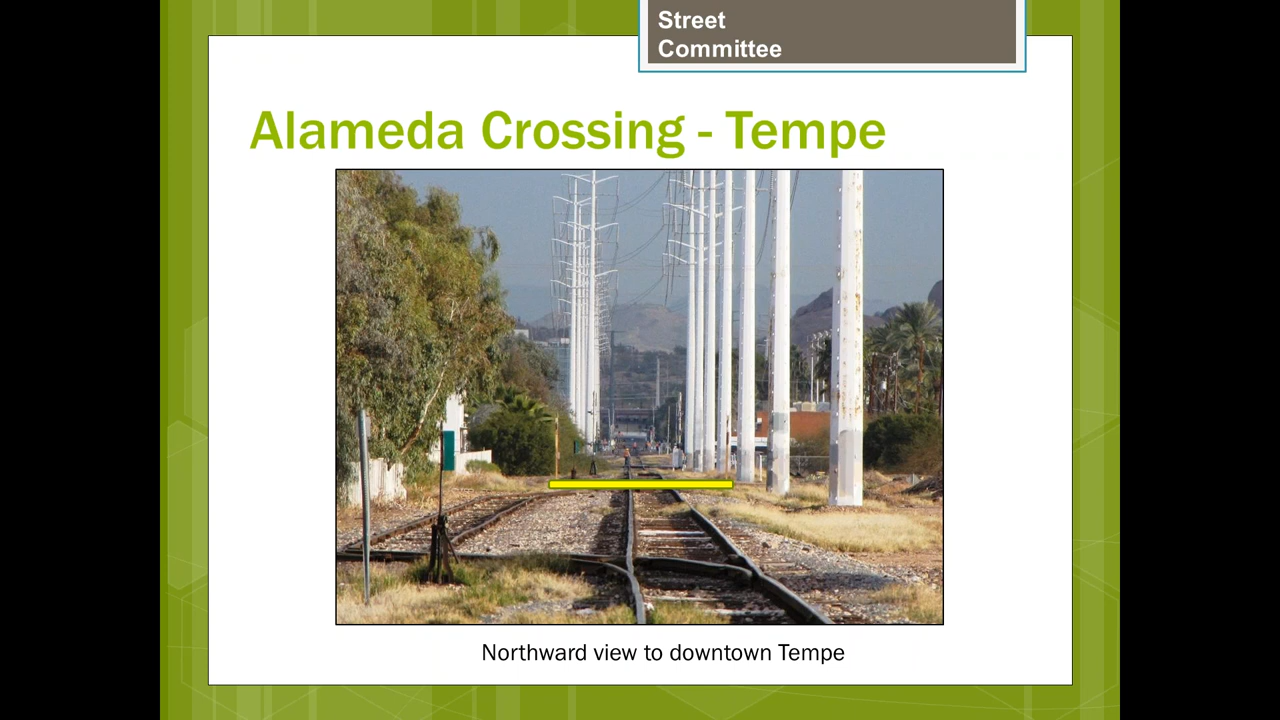 Street
Committee
Alameda Crossing - Tempe
Northward view to downtown Tempe